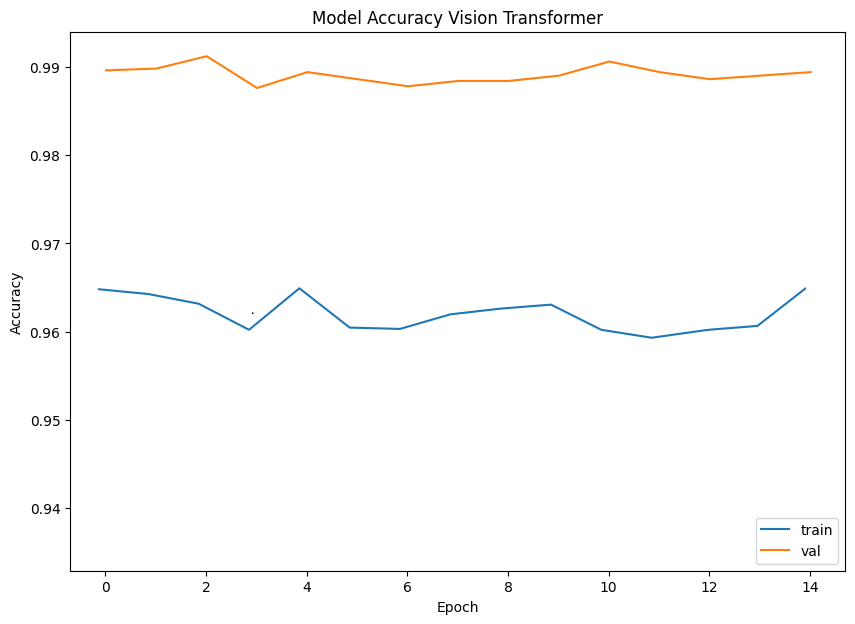 Model Accuracy Vision Transformer
0.99
0.98
0.97
0.96
0.95
0.94
Accuracy
0 2 4 6 8 10 12 14
Epoch
train
val